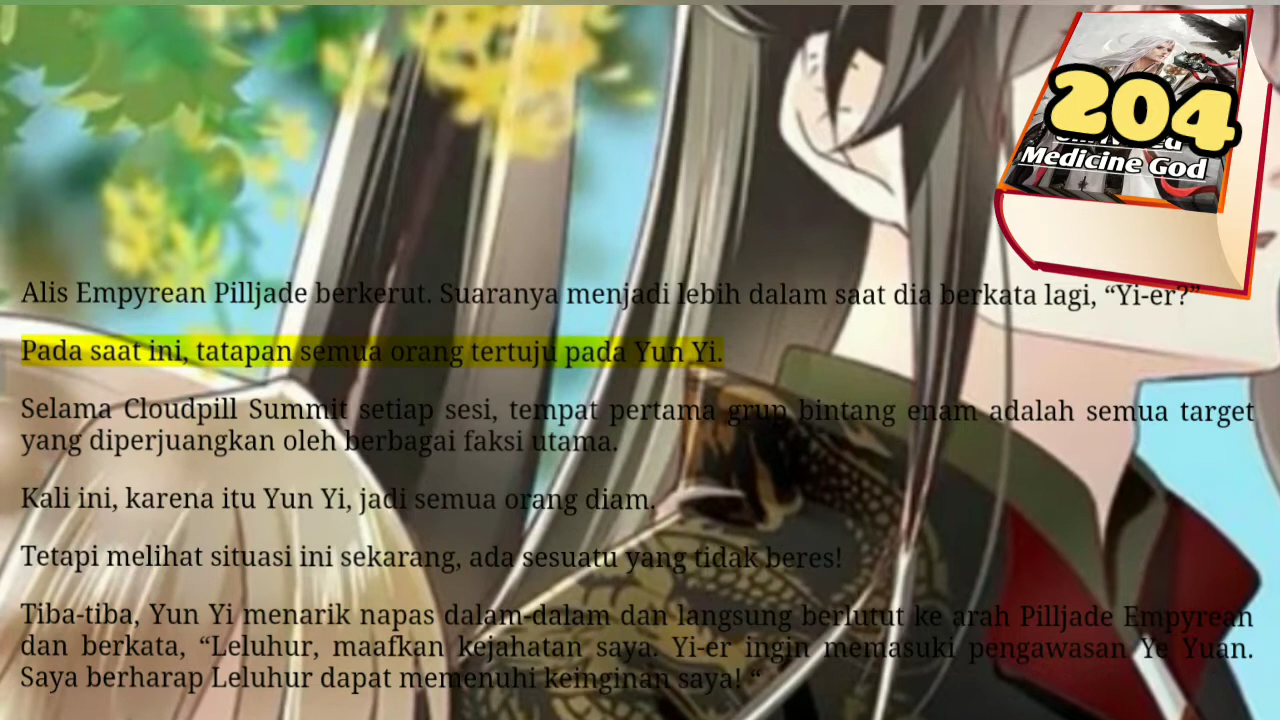 204
Medicine God
Alis Empyrean Pilljade berkerut. Suaranya menjadi lebih dalam saat dia berkata lagi, “Yi-er?”
Pada saat ini, tatapan semua orang tertuju pada Yun Yi.
Selama Cloudpill Summit setiap sesi, tempat pertama grup bintang enam adalah semua target
yang diperjuangkan oleh berbagai faksi utama.
Kali ini, karena itu Yun Yi, jadi semua orang diam.
Tetapi melihat situasi ini sekarang, ada sesuatu yang tidak beres!
Tiba-tiba, Yun Yi menarik napas dalam-dalam dan langsung berlutut ke arah Pilljade Empyrean
dan berkata, “Leluhur, maafkan kejahatan saya. Yi-er ingin memasuki pengawasan Ye Yuan.
Saya berharap Leluhur dapat memenuhi keinginan saya! “